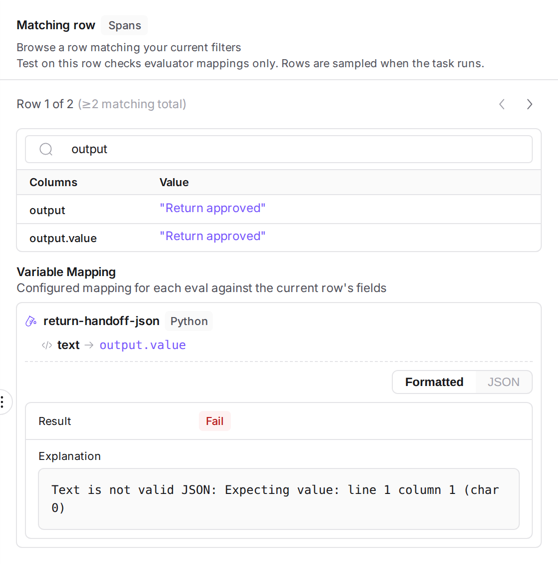 Matching row Spans
Browse a row matching your current filters
Test on this row checks evaluator mappings only. Rows are sampled when the task runs.
Row 1 of 2 (≥2 matching total)
output
Columns Value
output "Return approved"
output.value "Return approved"
Variable Mapping
Configured mapping for each eval against the current row's fields
return-handoff-json Python
</> text → output.value
Formatted JSON
Result Fail
Explanation
Text is not valid JSON: Expecting value: line 1 column 1 (char
0)